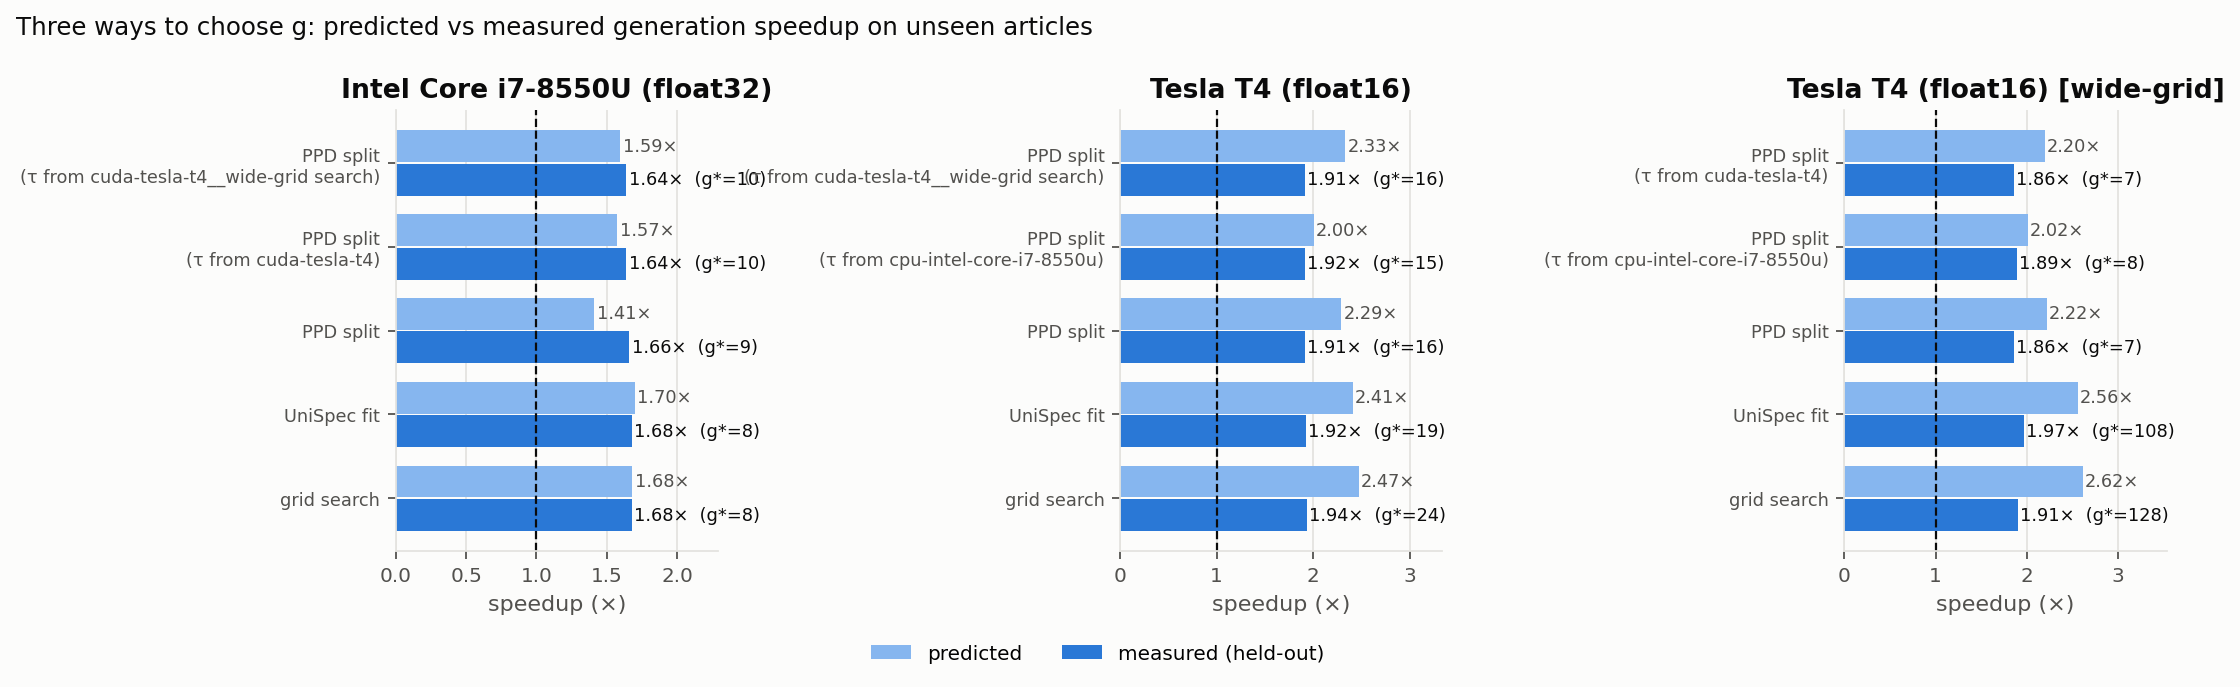 Three ways to choose g: predicted vs measured generation speedup on unseen articles
Intel Core i7-8550U (float32)
PPD split
(τ from cuda-tesla-t4__wide-grid search)
1.59×
1.64× (g*=10)
PPD split
(τ from cuda-tesla-t4)
1.57×
1.64× (g*=10)
PPD split
1.41×
1.66× (g*=9)
UniSpec fit
1.70×
1.68× (g*=8)
grid search
1.68×
1.68× (g*=8)
0.0 0.5 1.0 1.5 2.0
speedup (×)
Tesla T4 (float16)
PPD split
(τ from cuda-tesla-t4__wide-grid search)
2.33×
1.91× (g*=16)
PPD split
(τ from cpu-intel-core-i7-8550u)
2.00×
1.92× (g*=15)
PPD split
2.29×
1.91× (g*=16)
UniSpec fit
2.41×
1.92× (g*=19)
grid search
2.47×
1.94× (g*=24)
0 1 2 3
speedup (×)
Tesla T4 (float16) [wide-grid]
PPD split
(τ from cuda-tesla-t4)
2.20×
1.86× (g*=7)
PPD split
(τ from cpu-intel-core-i7-8550u)
2.02×
1.89× (g*=8)
PPD split
2.22×
1.86× (g*=7)
UniSpec fit
2.56×
1.97× (g*=108)
grid search
2.62×
1.91× (g*=128)
0 1 2 3
speedup (×)
predicted
measured (held-out)